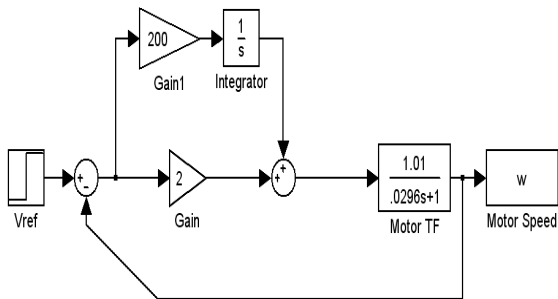 200
1
s
Gain1
Integrator
+
-
2
+
+
1.01
.0296s+1
w
Vref
Gain
Motor TF
Motor Speed